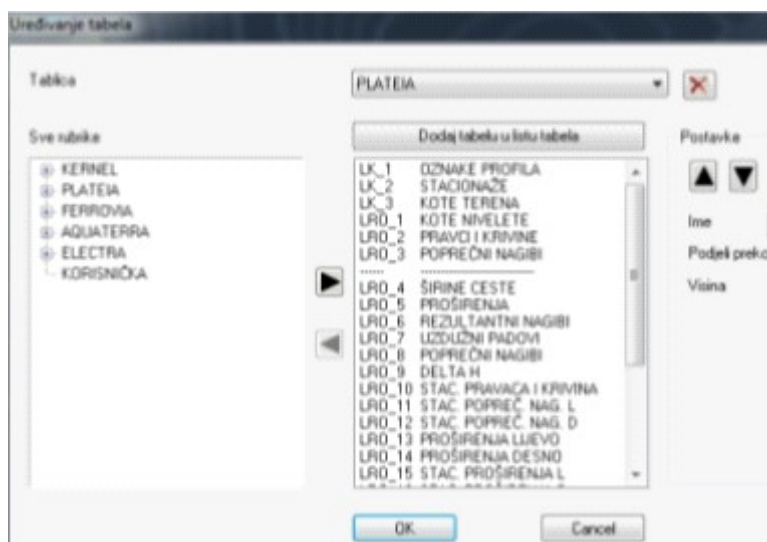 Uređivanje tabela
Tablica
PLATEIA
Sve rubrike
Dodaj tabelu u listu tabela
Postavke
KERNEL
PLATEIA
FERROVIA
AQUATERRA
ELECTRA
KORISNIČKA
LK_1 OZNAKE PROFILA
LK_2 STACIONAŽE
LK_3 KOTE TERENA
LRO_1 KOTE NIVELETE
LRO_2 PRAVCI I KRIVINE
LRO_3 POPREČNI NAGIBI
----- --------------------
LRO_4 ŠIRINE CESTE
LRO_5 PROŠIRENJA
LRO_6 REZULTANTNI NAGIBI
LRO_7 UZDUŽNI PADOVI
LRO_8 POPREČNI NAGIBI
LRO_9 DELTA H
LRO_10 STAC. PRAVACA I KRIVINA
LRO_11 STAC. POPREČ. NAG. L
LRO_12 STAC. POPREČ. NAG. D
LRO_13 PROŠIRENJA LIJEVO
LRO_14 PROŠIRENJA DESNO
LRO_15 STAC. PROŠIRENJA L
Ime
Podjeli preko
Visina
OK
Cancel